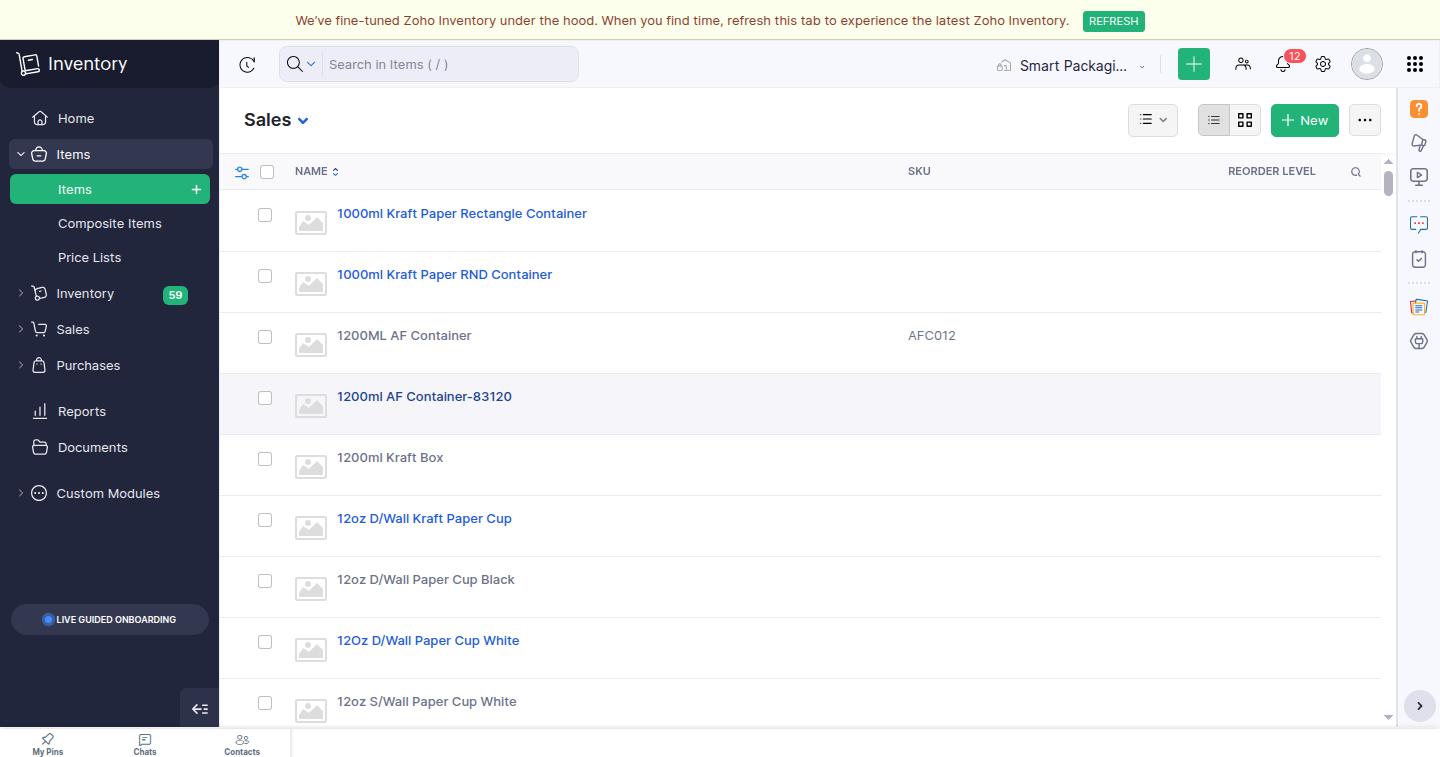 We've fine-tuned Zoho Inventory under the hood. When you find time, refresh this tab to experience the latest Zoho Inventory. REFRESH
Inventory
Search in Items ( / )
Smart Packagi...
12
Home
Items
Items
Composite Items
Price Lists
Inventory 59
Sales
Purchases
Reports
Documents
Custom Modules
LIVE GUIDED ONBOARDING
Sales
New
NAME SKU REORDER LEVEL
1000ml Kraft Paper Rectangle Container
1000ml Kraft Paper RND Container
1200ML AF Container AFC012
1200ml AF Container-83120
1200ml Kraft Box
12oz D/Wall Kraft Paper Cup
12oz D/Wall Paper Cup Black
12Oz D/Wall Paper Cup White
12oz S/Wall Paper Cup White
My Pins Chats Contacts